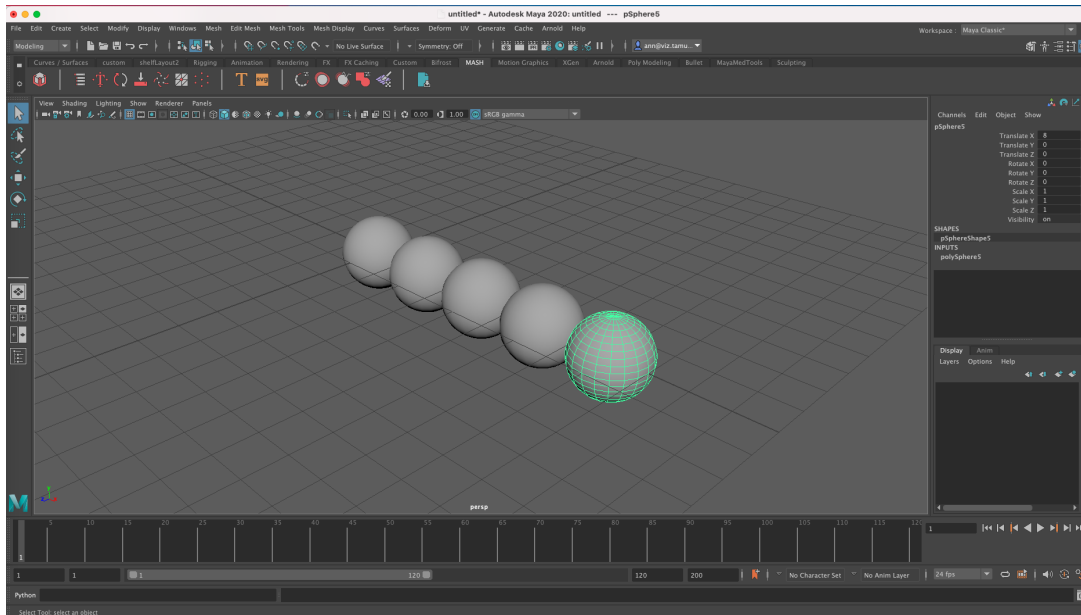 untitled* - Autodesk Maya 2020: untitled --- pSphere5
File Edit Create Select Modify Display Windows Mesh Edit Mesh Mesh Tools Mesh Display Curves Surfaces Deform UV Generate Cache Arnold Help
Workspace: Maya Classic*
Modeling No Live Surface Symmetry: Off ann@viz.tamu...
Curves / Surfaces custom shelfLayout2 Rigging Animation Rendering FX FX Caching Custom Bifrost MASH Motion Graphics XGen Arnold Poly Modeling Bullet MayaMedTools Sculpting
T
View Shading Lighting Show Renderer Panels
0.00 1.00 sRGB gamma
Channels Edit Object Show
pSphere5
Translate X 8
Translate Y 0
Translate Z 0
Rotate X 0
Rotate Y 0
Rotate Z 0
Scale X 1
Scale Y 1
Scale Z 1
Visibility on
SHAPES
pSphereShape5
INPUTS
polySphere5
Display Anim
Layers Options Help
persp
5 10 15 20 25 30 35 40 45 50 55 60 65 70 75 80 85 90 95 100 105 110 115 120
1
1
1 1 1 120 120 200 No Character Set No Anim Layer 24 fps
Python
Select Tool: select an object